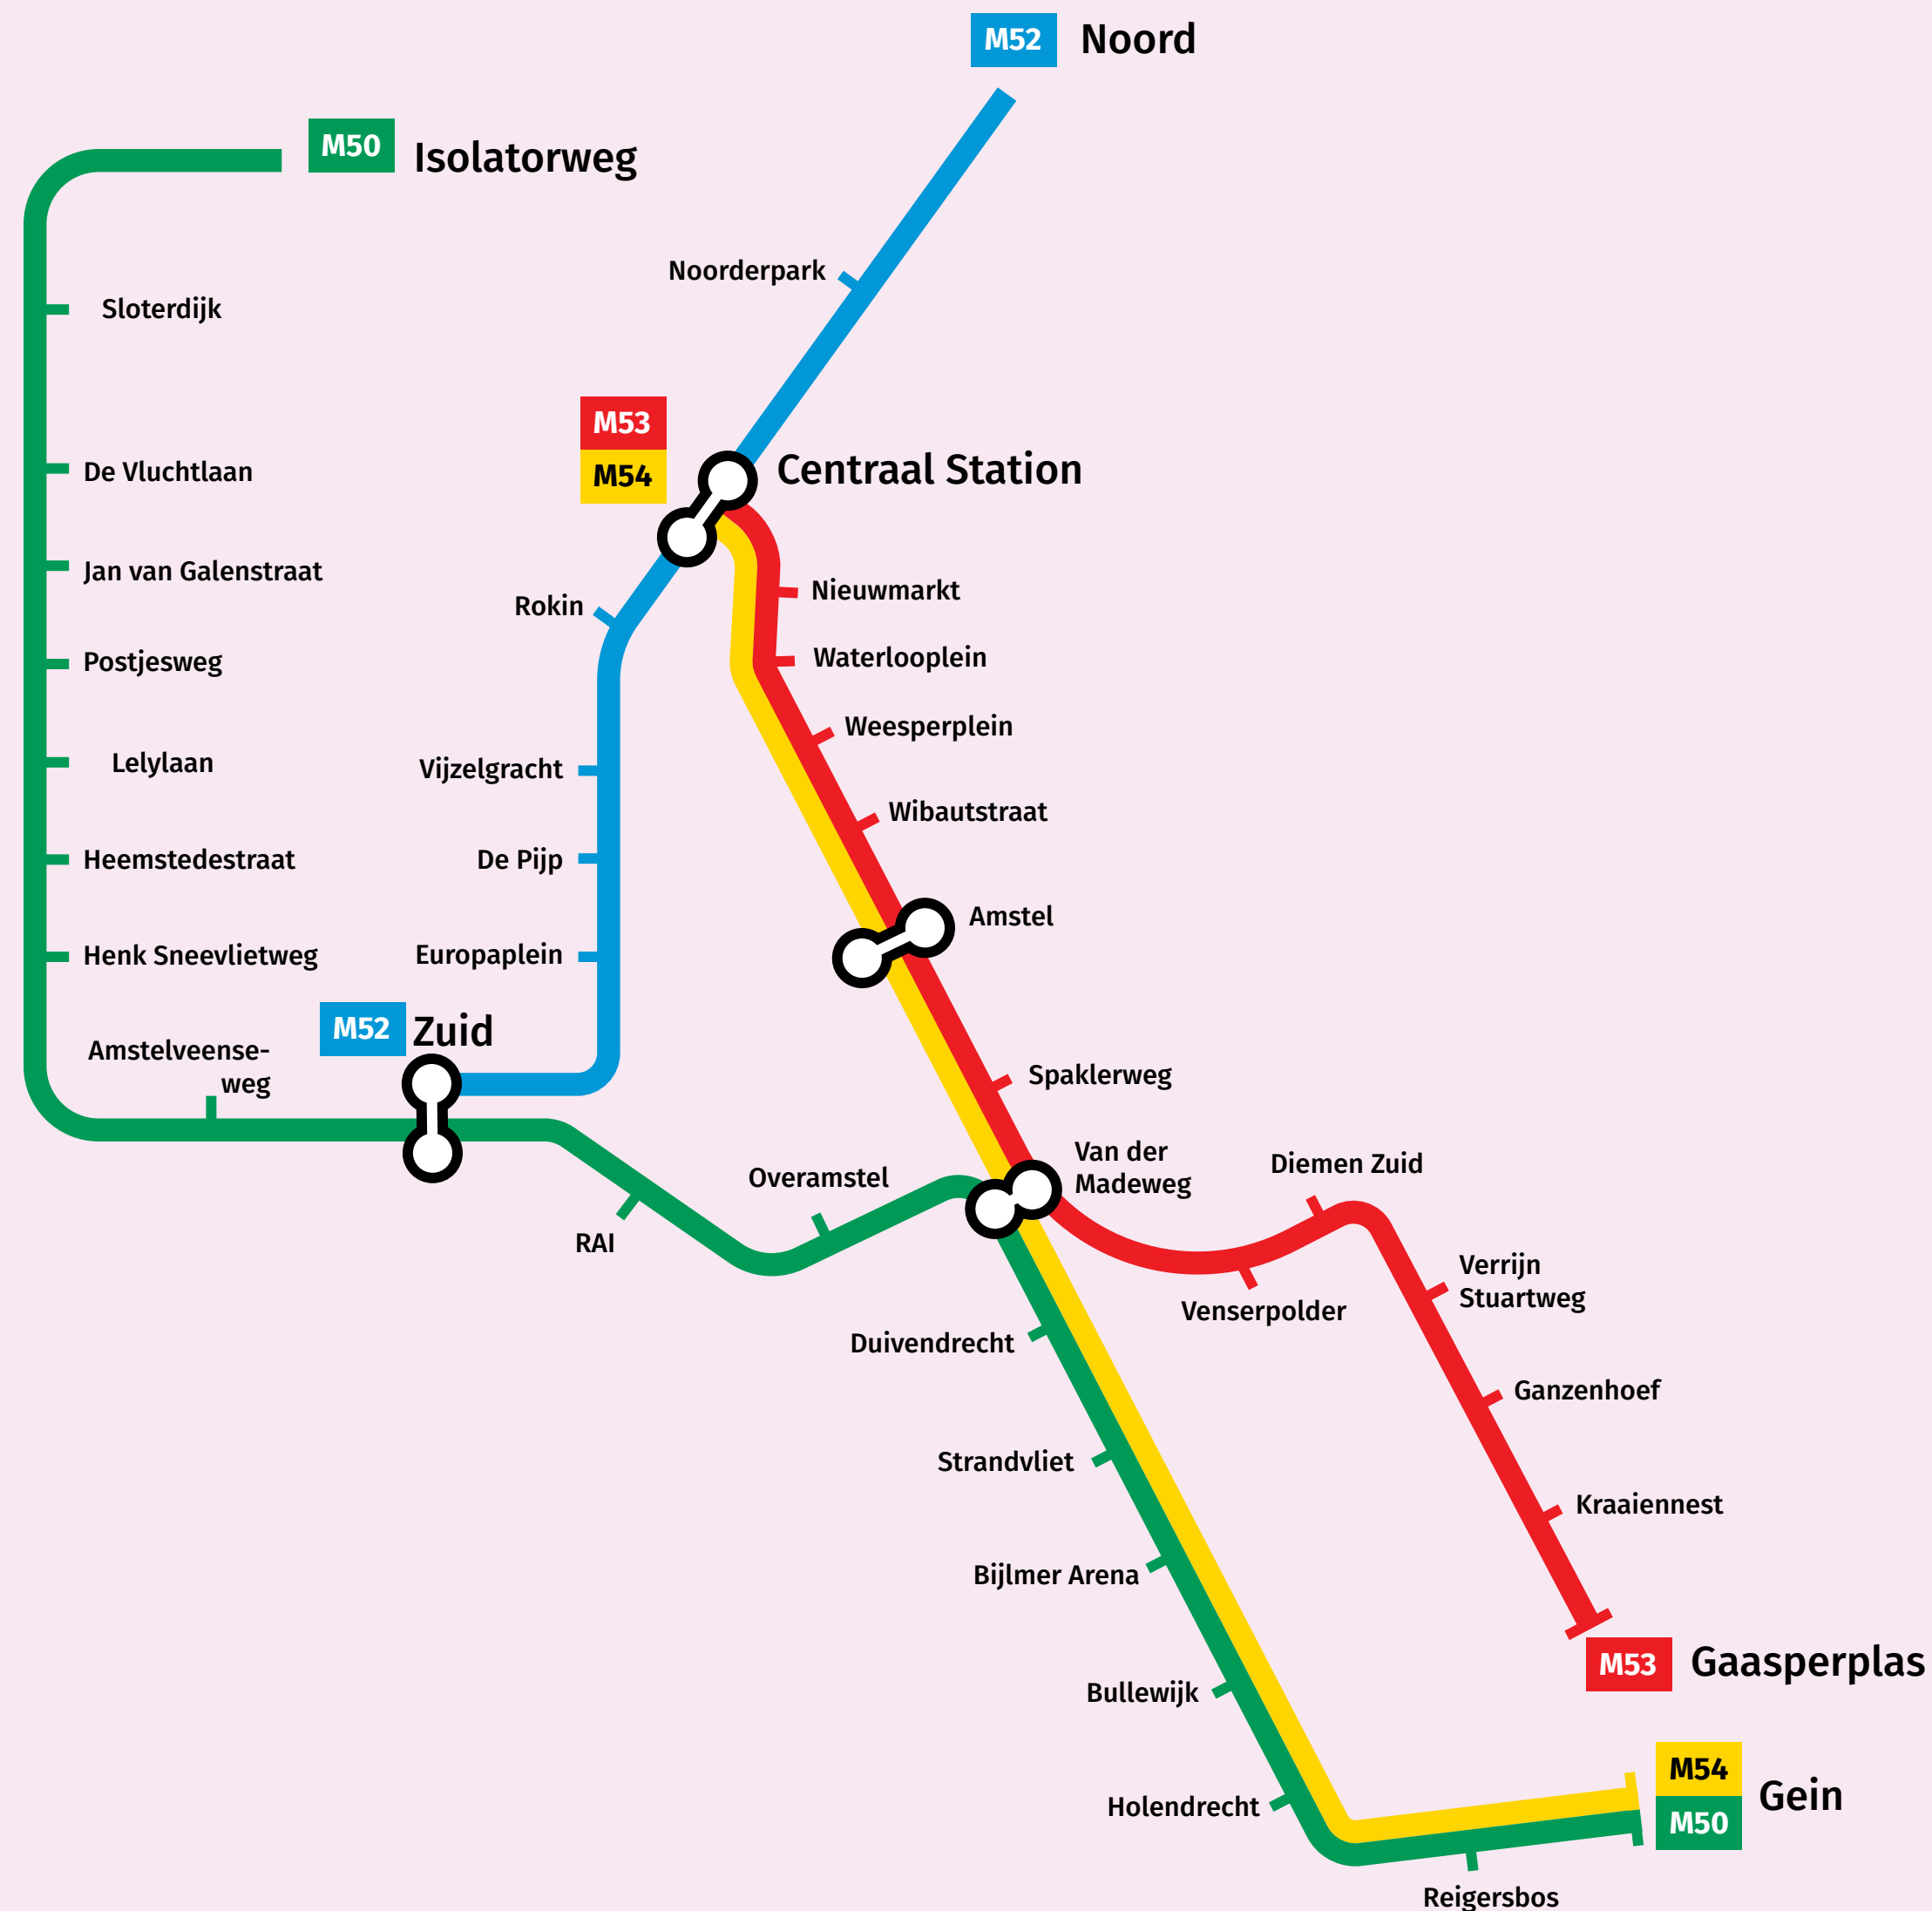 M52 Noord
M50 Isolatorweg
Noorderpark
Sloterdijk
M53
M54
Centraal Station
De Vluchtlaan
Jan van Galenstraat
Nieuwmarkt
Rokin
Postjesweg
Waterlooplein
Weesperplein
Lelylaan
Vijzelgracht
Wibautstraat
Heemstedestraat
De Pijp
Amstel
Henk Sneevlietweg
Europaplein
M52 Zuid
Amstelveense-
weg
Spaklerweg
Van der
Madeweg
Diemen Zuid
Overamstel
RAI
Verrijn
Stuartweg
Venserpolder
Duivendrecht
Ganzenhoef
Strandvliet
Kraaiennest
Bijlmer Arena
M53 Gaasperplas
Bullewijk
M54
Gein
M50
Holendrecht
Reigersbos